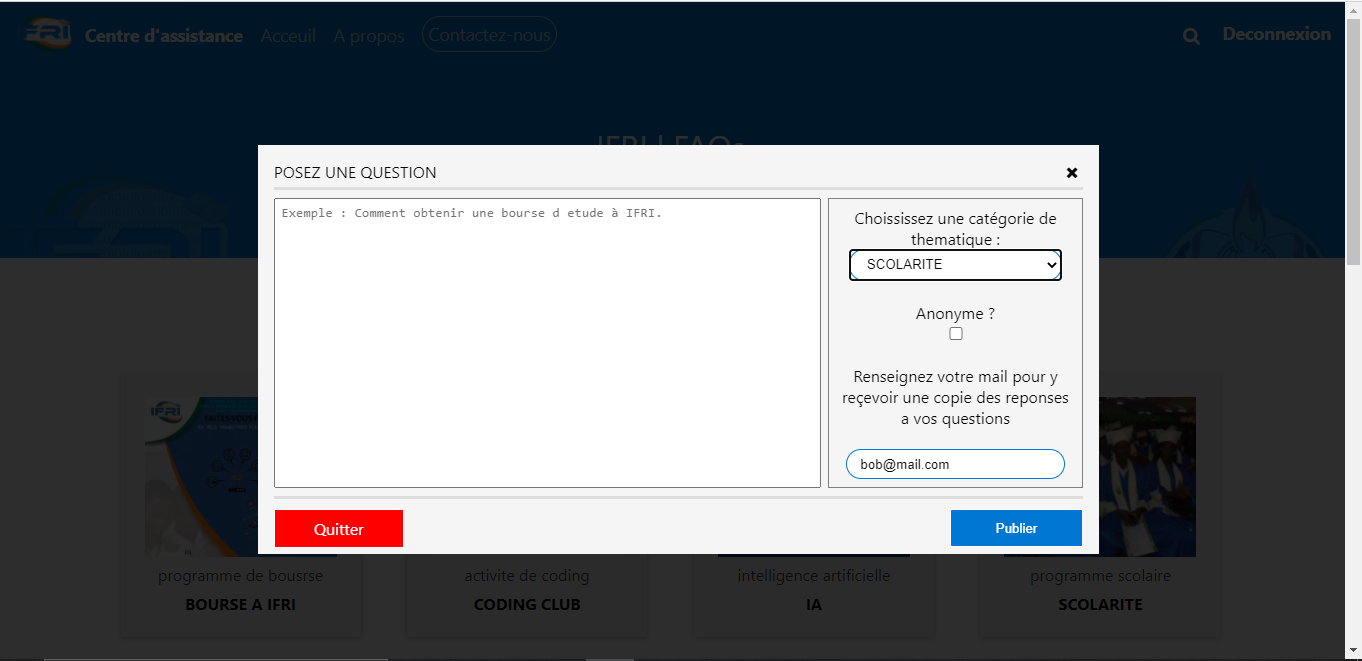 IFRI Centre d'assistance Acceuil A propos Contactez-nous Deconnexion
IFRI | FAQs
POSEZ UNE QUESTION
Exemple : Comment obtenir une bourse d etude à IFRI.
Choississez une catégorie de
thematique :
SCOLARITE
Anonyme ?
Renseignez votre mail pour y
reçevoir une copie des reponses
a vos questions
bob@mail.com
Quitter
Publier
IFRI
programme de bousrse
BOURSE A IFRI
activite de coding
CODING CLUB
intelligence artificielle
IA
programme scolaire
SCOLARITE